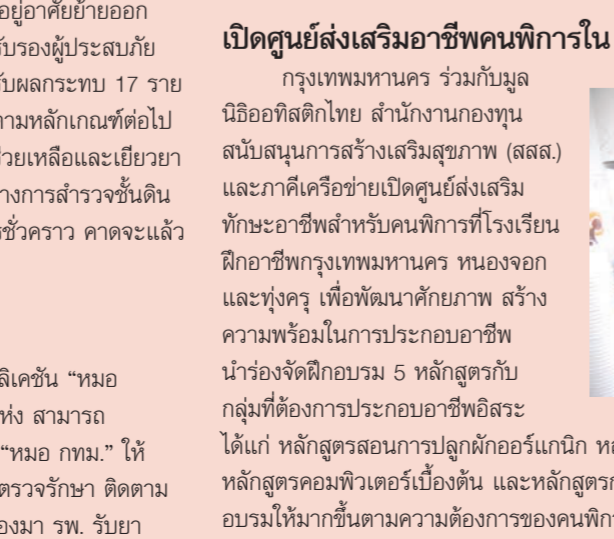 อยู่อาศัยย้ายออก
รับรองผู้ประสบภัย
ผลกระทบ 17 ราย
ตามหลักเกณฑ์ต่อไป
ช่วยเหลือและเยียวยา
างการสำรวจชั้นดิน
ชั่วคราว คาดจะแล้ว
ลิเคชัน “หมอ
ห่ง สามารถ
“หมอ กทม.” ให้
ตรวจรักษา ติดตาม
องมา รพ. รับยา
เปิดศูนย์ส่งเสริมอาชีพคนพิการใน
กรุงเทพมหานคร ร่วมกับมูล
นิธิออทิสติกไทย สำนักงานกองทุน
สนับสนุนการสร้างเสริมสุขภาพ (สสส.)
และภาคีเครือข่ายเปิดศูนย์ส่งเสริม
ทักษะอาชีพสำหรับคนพิการที่โรงเรียน
ฝึกอาชีพกรุงเทพมหานคร หนองจอก
และทุ่งครุ เพื่อพัฒนาศักยภาพ สร้าง
ความพร้อมในการประกอบอาชีพ
นำร่องจัดฝึกอบรม 5 หลักสูตรกับ
กลุ่มที่ต้องการประกอบอาชีพอิสระ
ได้แก่ หลักสูตรสอนการปลูกผักออร์แกนิก
หลักสูตรคอมพิวเตอร์เบื้องต้น และหลักสูตร
อบรมให้มากขึ้นตามความต้องการของคนพิการ